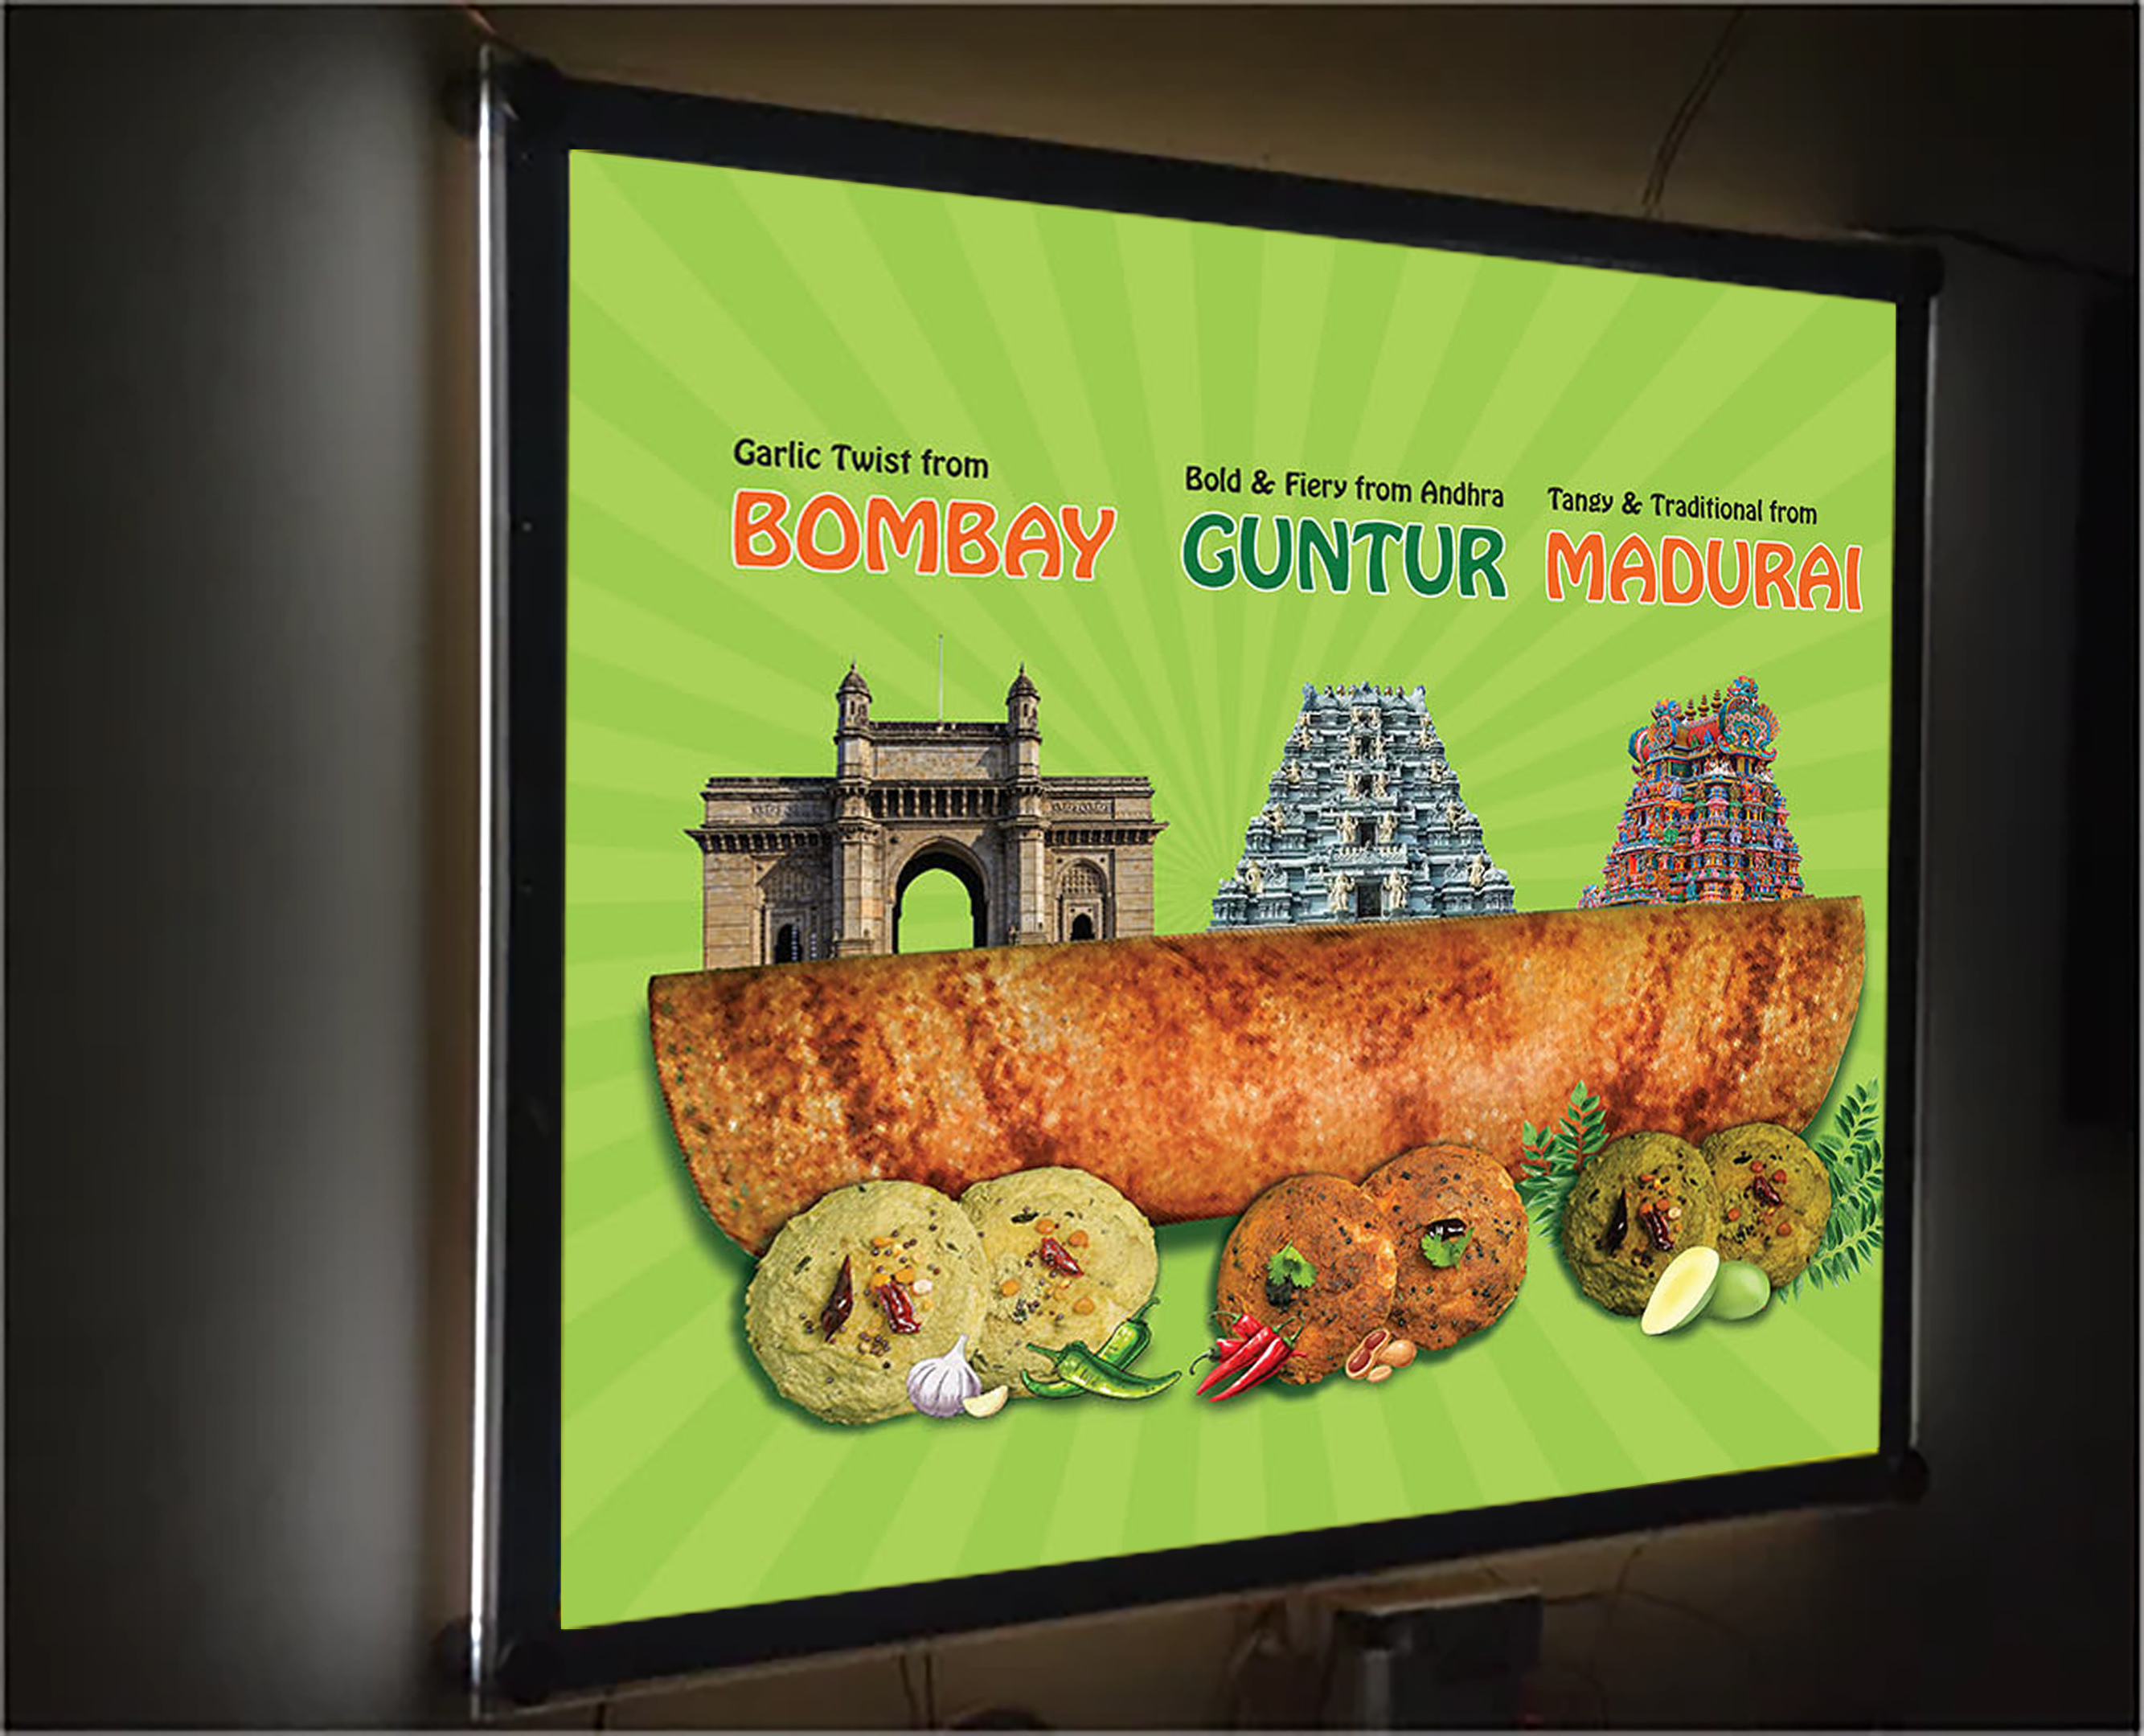 Garlic Twist from
BOMBAY
Bold & Fiery from Andhra
GUNTUR
Tangy & Traditional from
MADURAI